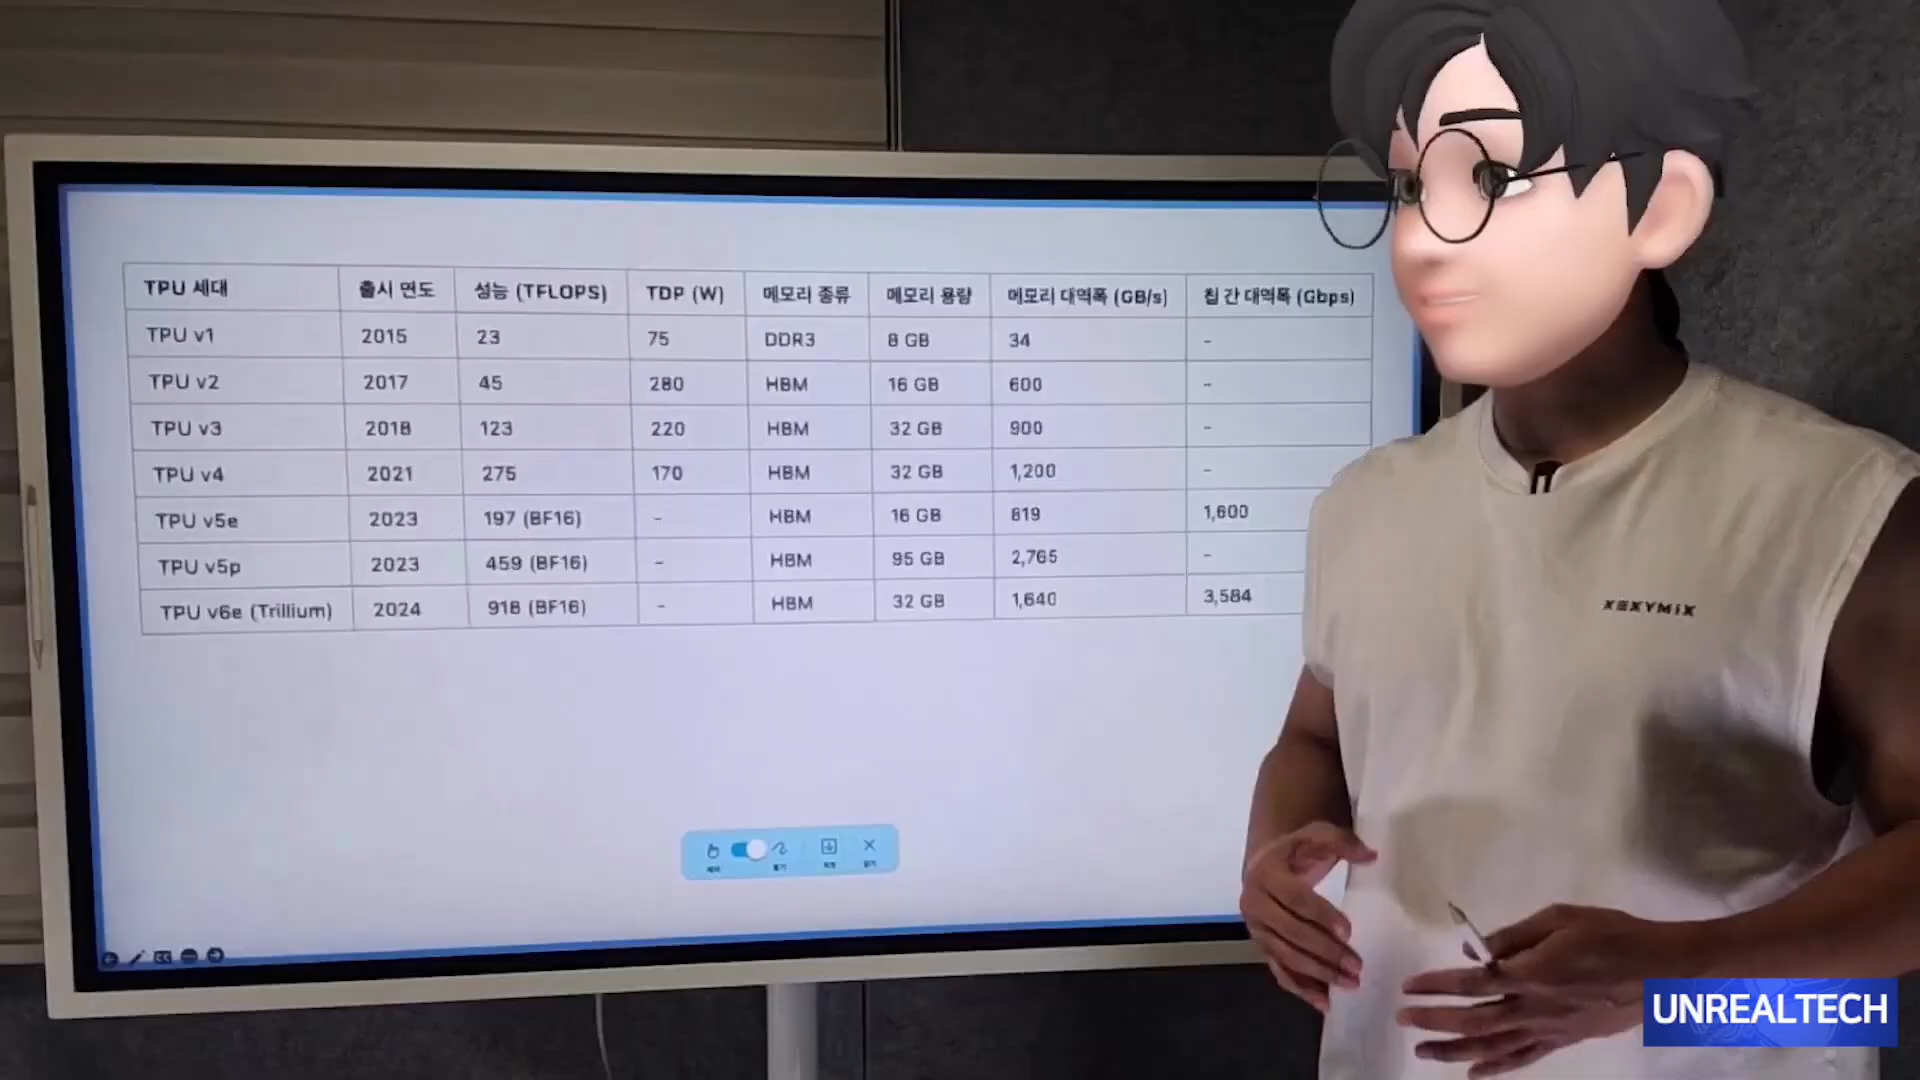 TPU 세대 출시 연도 성능 (TFLOPS) TDP (W) 메모리 종류 메모리 용량 메모리 대역폭 (GB/s) 칩 간 대역폭 (Gbps)
TPU v1 2015 23 75 DDR3 8 GB 34 -
TPU v2 2017 45 280 HBM 16 GB 600 -
TPU v3 2018 123 220 HBM 32 GB 900 -
TPU v4 2021 275 170 HBM 32 GB 1,200 -
TPU v5e 2023 197 (BF16) - HBM 16 GB 819 1,600
TPU v5p 2023 459 (BF16) - HBM 95 GB 2,765 -
TPU v6e (Trillium) 2024 918 (BF16) - HBM 32 GB 1,640 3,584
XEXYMIX
UNREALTECH